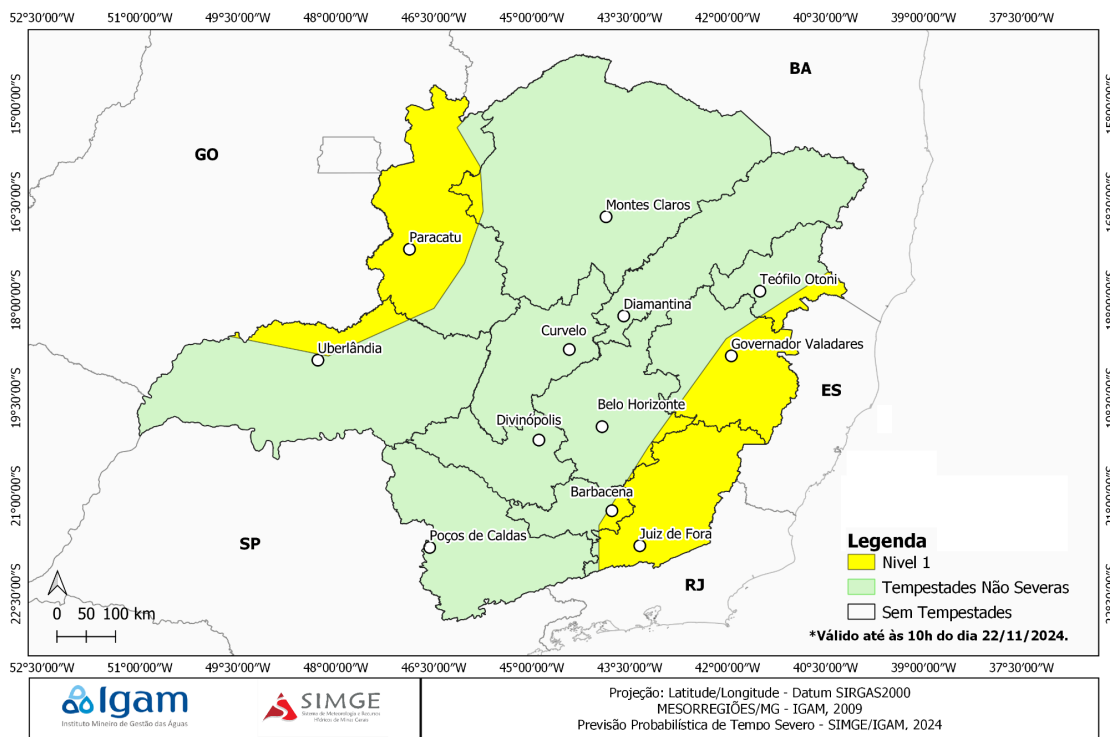 52°30'00"W 51°00'00"W 49°30'00"W 48°00'00"W 46°30'00"W 45°00'00"W 43°30'00"W 42°00'00"W 40°30'00"W 39°00'00"W 37°30'00"W
15°00'00"S
16°30'00"S
18°00'00"S
19°30'00"S
21°00'00"S
22°30'00"S
BA
GO
Montes Claros
Paracatu
Teófilo Otoni
Diamantina
Curvelo
Uberlândia
Governador Valadares
ES
Belo Horizonte
Divinópolis
Barbacena
Poços de Caldas
Juiz de Fora
SP
RJ
Legenda
Nivel 1
Tempestades Não Severas
Sem Tempestades
*Válido até às 10h do dia 22/11/2024.
0 50 100 km
52°30'00"W 51°00'00"W 49°30'00"W 48°00'00"W 46°30'00"W 45°00'00"W 43°30'00"W 42°00'00"W 40°30'00"W 39°00'00"W 37°30'00"W
Igam
Instituto Mineiro de Gestão das Águas
SIMGE
Sistema de Meteorologia e Recursos
Hídricos de Minas Gerais
Projeção: Latitude/Longitude - Datum SIRGAS2000
MESORREGIÕES/MG - IGAM, 2009
Previsão Probabilística de Tempo Severo - SIMGE/IGAM, 2024